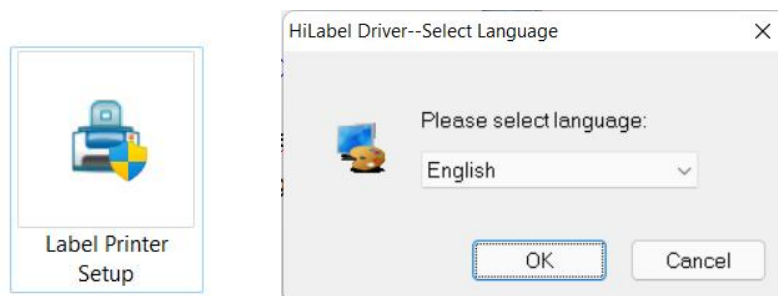 Label Printer
Setup
HiLabel Driver--Select Language
Please select language:
English
OK
Cancel